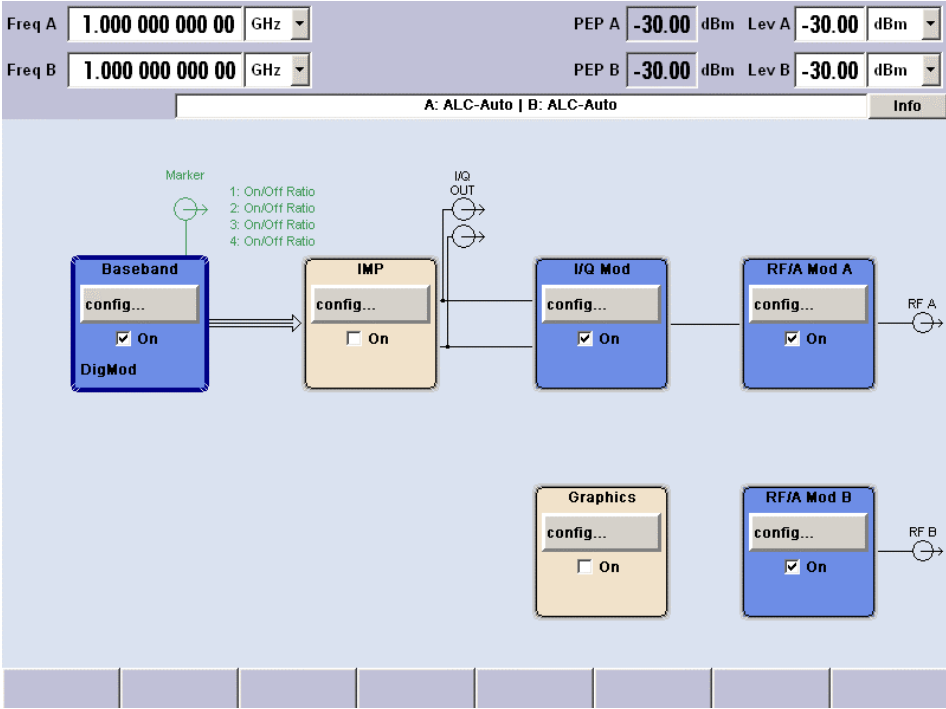 Freq A 1.000 000 000 00 GHz PEP A -30.00 dBm Lev A -30.00 dBm
Freq B 1.000 000 000 00 GHz PEP B -30.00 dBm Lev B -30.00 dBm
A: ALC-Auto | B: ALC-Auto Info
Marker
1: On/Off Ratio
2: On/Off Ratio
3: On/Off Ratio
4: On/Off Ratio
I/Q
OUT
Baseband IMP I/Q Mod RF/A Mod A
config... config... config... config... RF A
On On On On
DigMod
Graphics RF/A Mod B
config... config... RF B
On On